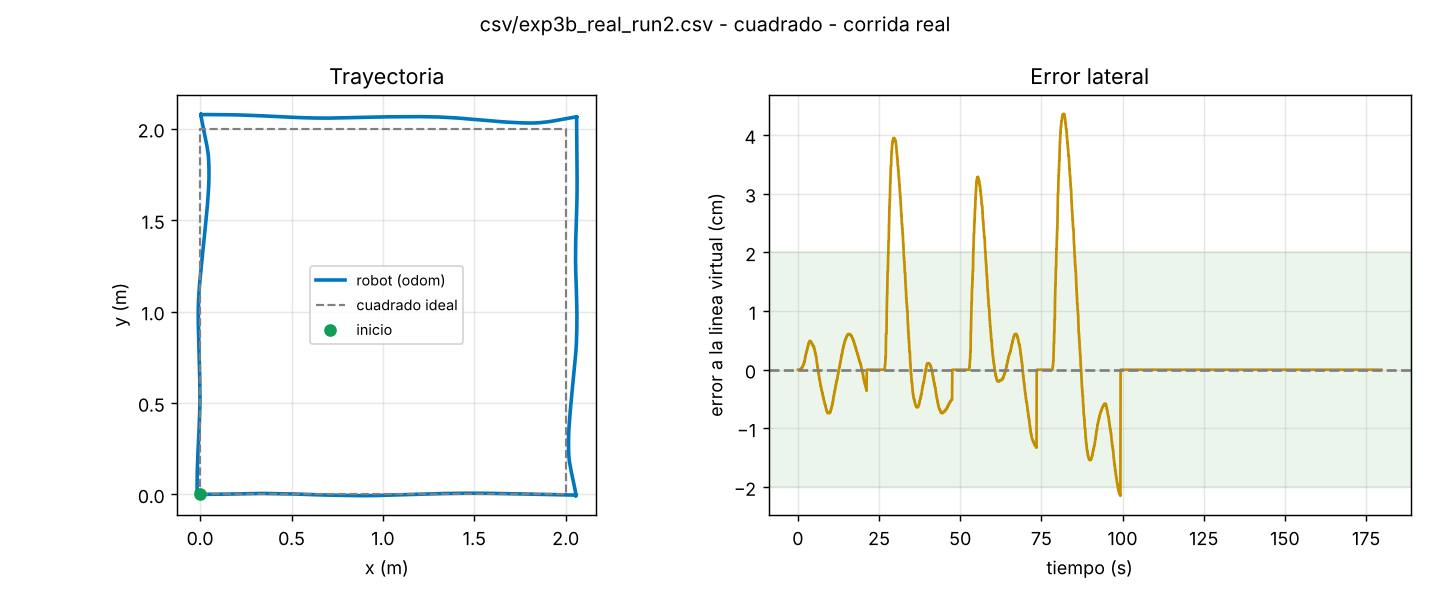 csv/exp3b_real_run2.csv - cuadrado - corrida real
Trayectoria
y (m)
2.0
1.5
1.0
0.5
0.0
robot (odom)
cuadrado ideal
inicio
0.0 0.5 1.0 1.5 2.0
x (m)
Error lateral
error a la linea virtual (cm)
4
3
2
1
0
−1
−2
0 25 50 75 100 125 150 175
tiempo (s)